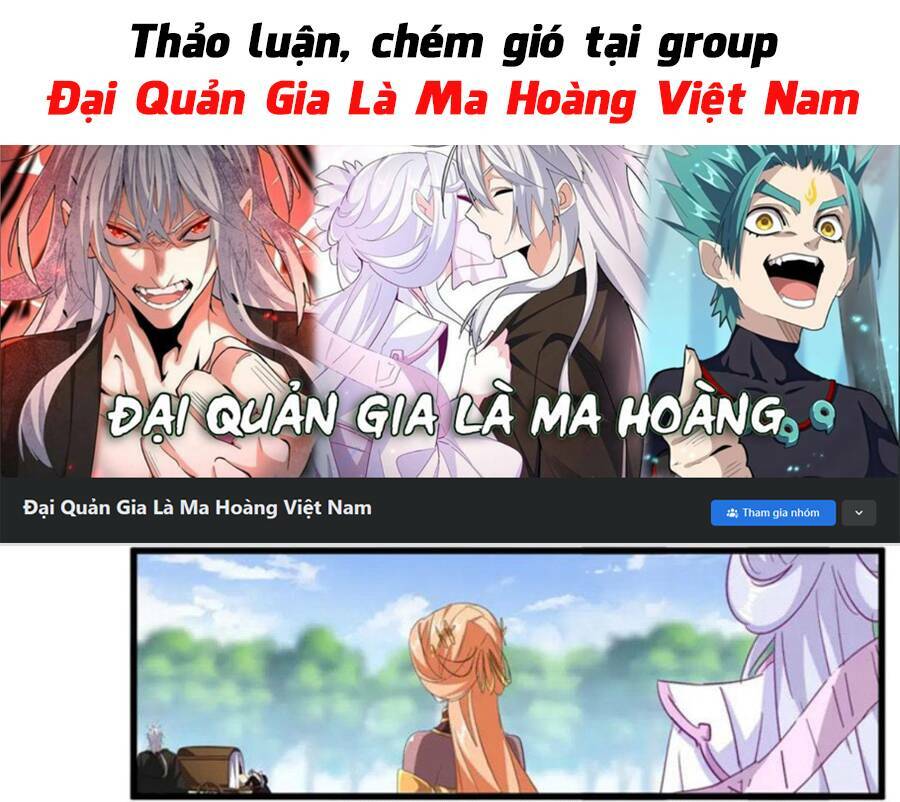 Thảo luận, chém gió tại group
Đại Quản Gia Là Ma Hoàng Việt Nam
ĐẠI QUẢN GIA LÀ MA HOÀNG
Đại Quản Gia Là Ma Hoàng Việt Nam
Tham gia nhóm